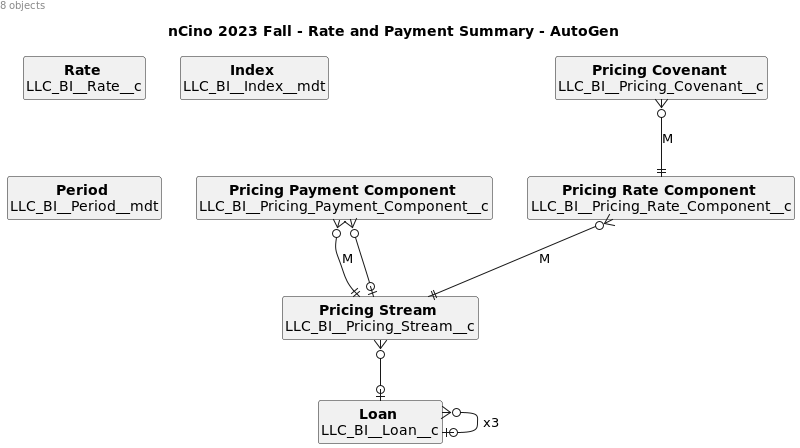 8 objects
nCino 2023 Fall - Rate and Payment Summary - AutoGen
Rate
LLC_BI__Rate__c
Index
LLC_BI__Index__mdt
Pricing Covenant
LLC_BI__Pricing_Covenant__c
M
Period
LLC_BI__Period__mdt
Pricing Payment Component
LLC_BI__Pricing_Payment_Component__c
Pricing Rate Component
LLC_BI__Pricing_Rate_Component__c
M
M
Pricing Stream
LLC_BI__Pricing_Stream__c
Loan
LLC_BI__Loan__c
x3